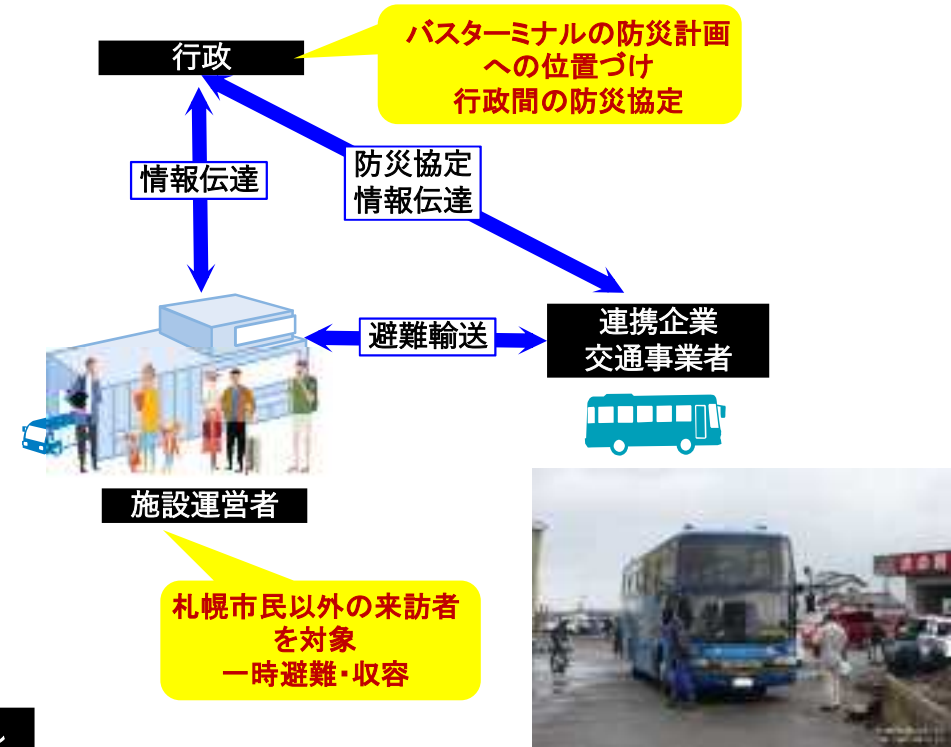 行政
バスターミナルの防災計画
への位置づけ
行政間の防災協定
情報伝達
防災協定
情報伝達
避難輸送
連携企業
交通事業者
施設運営者
札幌市民以外の来訪者
を対象
一時避難・収容